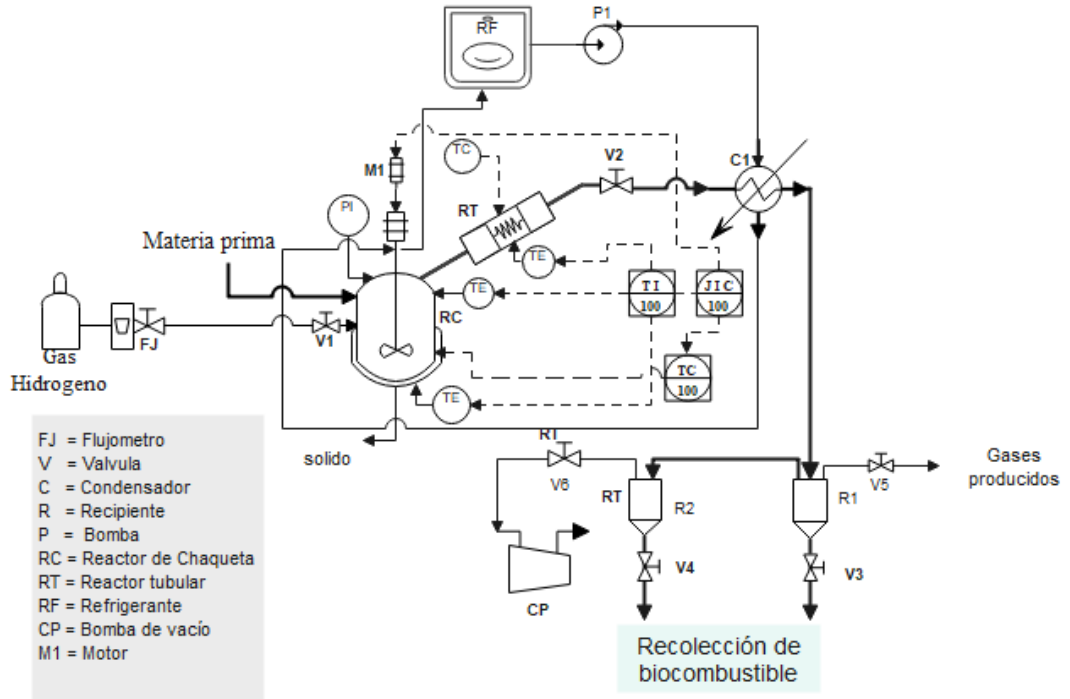 RF
P1
TC
V2
C1
M1
RT
PI
Materia prima
TE
TE
TI
100
JIC
100
RC
FJ
V1
Gas
Hidrogeno
TC
100
TE
FJ = Flujometro
V = Valvula
C = Condensador
R = Recipiente
P = Bomba
RC = Reactor de Chaqueta
RT = Reactor tubular
RF = Refrigerante
CP = Bomba de vacío
M1 = Motor
solido
RT
V6
RT
R2
R1
V5
Gases
producidos
V4
V3
CP
Recolección de
biocombustible